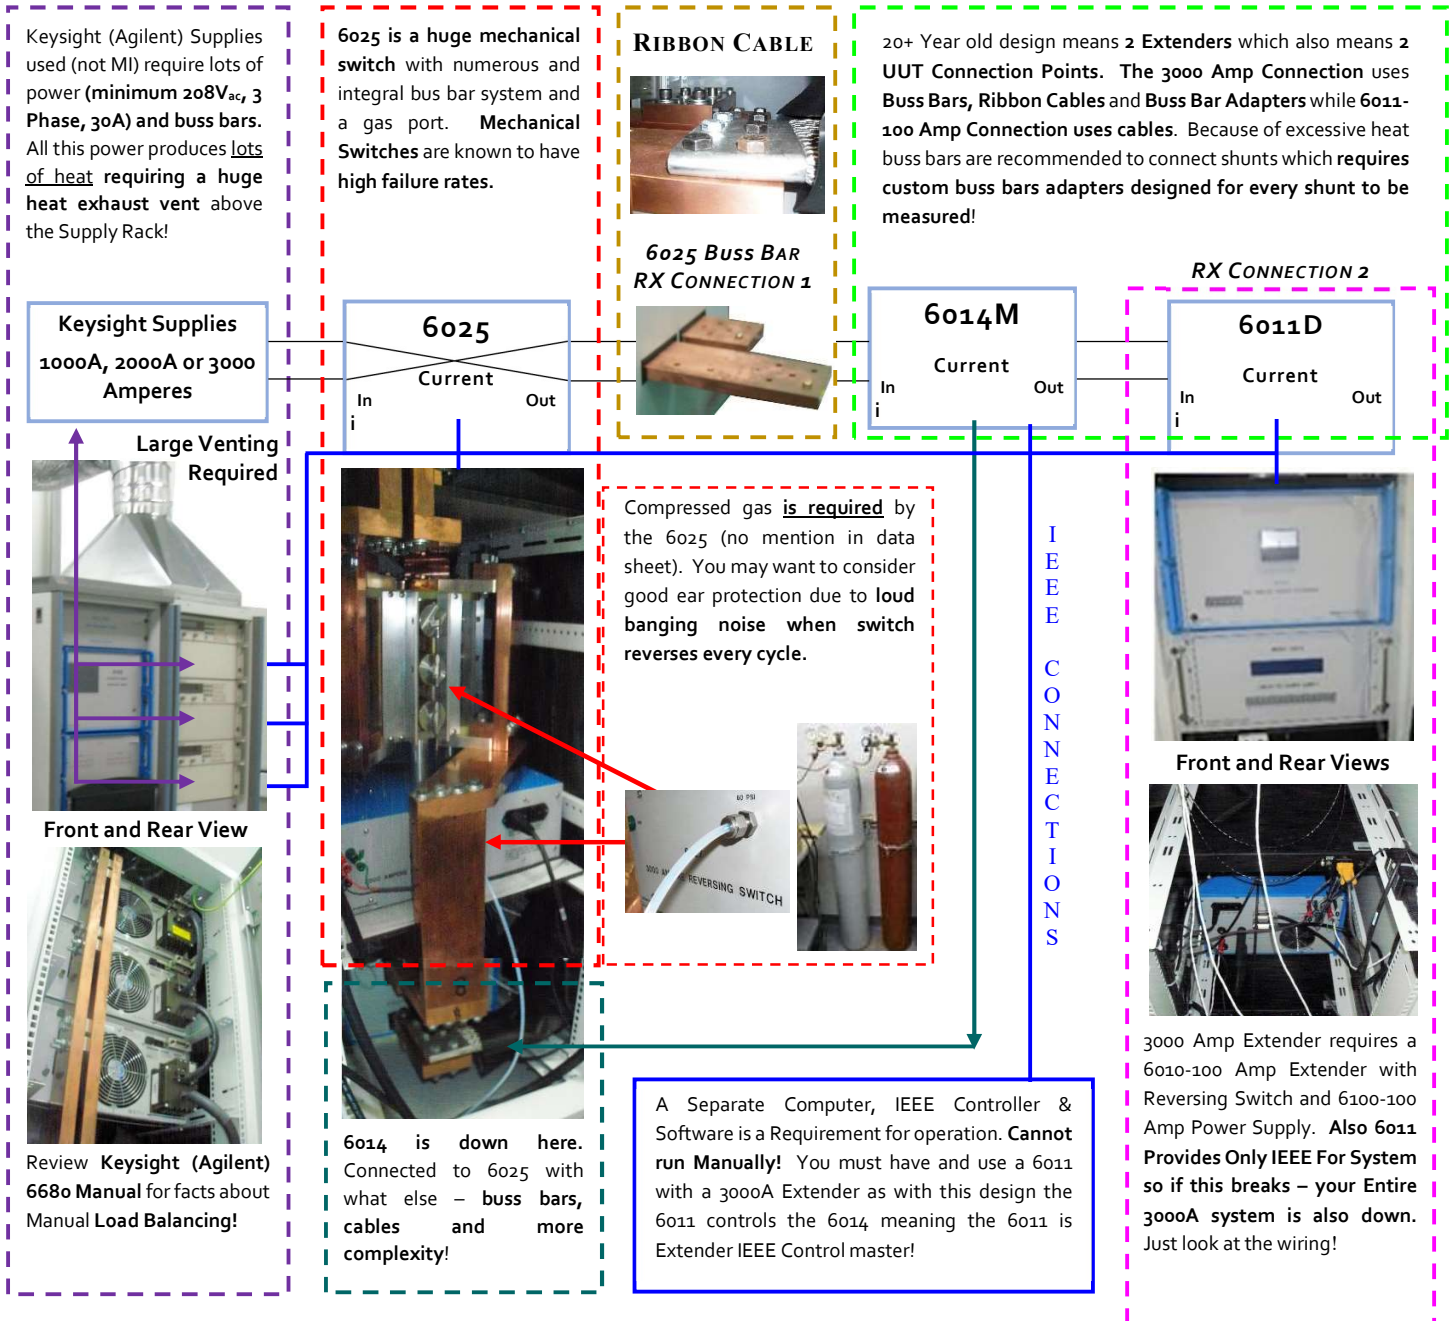 Keysight (Agilent) Supplies
used (not MI) require lots of
power (minimum 208Vac, 3
Phase, 30A) and buss bars.
All this power produces lots
of heat requiring a huge
heat exhaust vent above
the Supply Rack!
6025 is a huge mechanical
switch with numerous and
integral bus bar system and
a gas port. Mechanical
Switches are known to have
high failure rates.
RIBBON CABLE
6025 BUSS BAR
RX CONNECTION 1
20+ Year old design means 2 Extenders which also means 2
UUT Connection Points. The 3000 Amp Connection uses
Buss Bars, Ribbon Cables and Buss Bar Adapters while 6011-
100 Amp Connection uses cables. Because of excessive heat
buss bars are recommended to connect shunts which requires
custom buss bars adapters designed for every shunt to be
measured!
RX CONNECTION 2
Keysight Supplies
1000A, 2000A or 3000
Amperes
6025
Current
In
Out
i
6014M
Current
In
Out
i
6011D
Current
In
Out
i
Large Venting
Required
Front and Rear View
Review Keysight (Agilent)
6680 Manual for facts about
Manual Load Balancing!
Compressed gas is required by
the 6025 (no mention in data
sheet). You may want to consider
good ear protection due to loud
banging noise when switch
reverses every cycle.
60 PSI
3000 AMPERE REVERSING SWITCH
6014 is down here.
Connected to 6025 with
what else – buss bars,
cables and more
complexity!
IEEE CONNECTIONS
A Separate Computer, IEEE Controller &
Software is a Requirement for operation. Cannot
run Manually! You must have and use a 6011
with a 3000A Extender as with this design the
6011 controls the 6014 meaning the 6011 is
Extender IEEE Control master!
Front and Rear Views
3000 Amp Extender requires a
6010-100 Amp Extender with
Reversing Switch and 6100-100
Amp Power Supply. Also 6011
Provides Only IEEE For System
so if this breaks – your Entire
3000A system is also down.
Just look at the wiring!